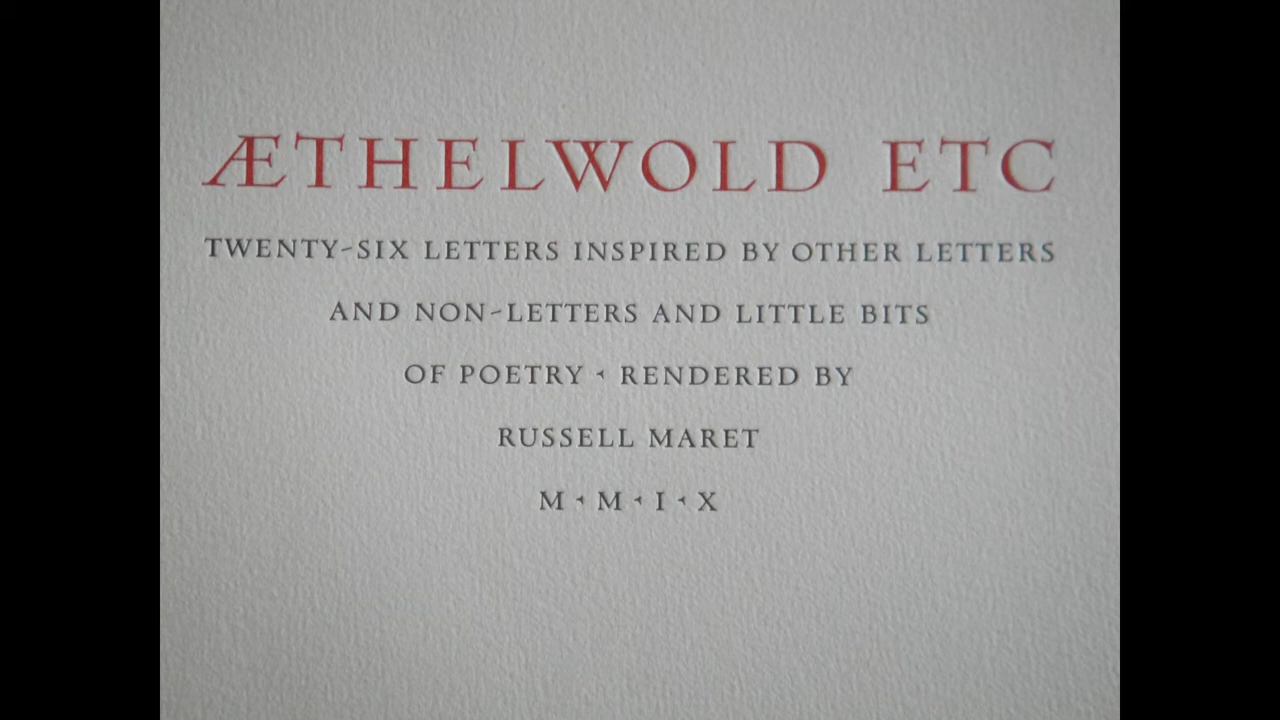 ÆTHELWOLD ETC
TWENTY-SIX LETTERS INSPIRED BY OTHER LETTERS
AND NON-LETTERS AND LITTLE BITS
OF POETRY · RENDERED BY
RUSSELL MARET
M · M · I · X